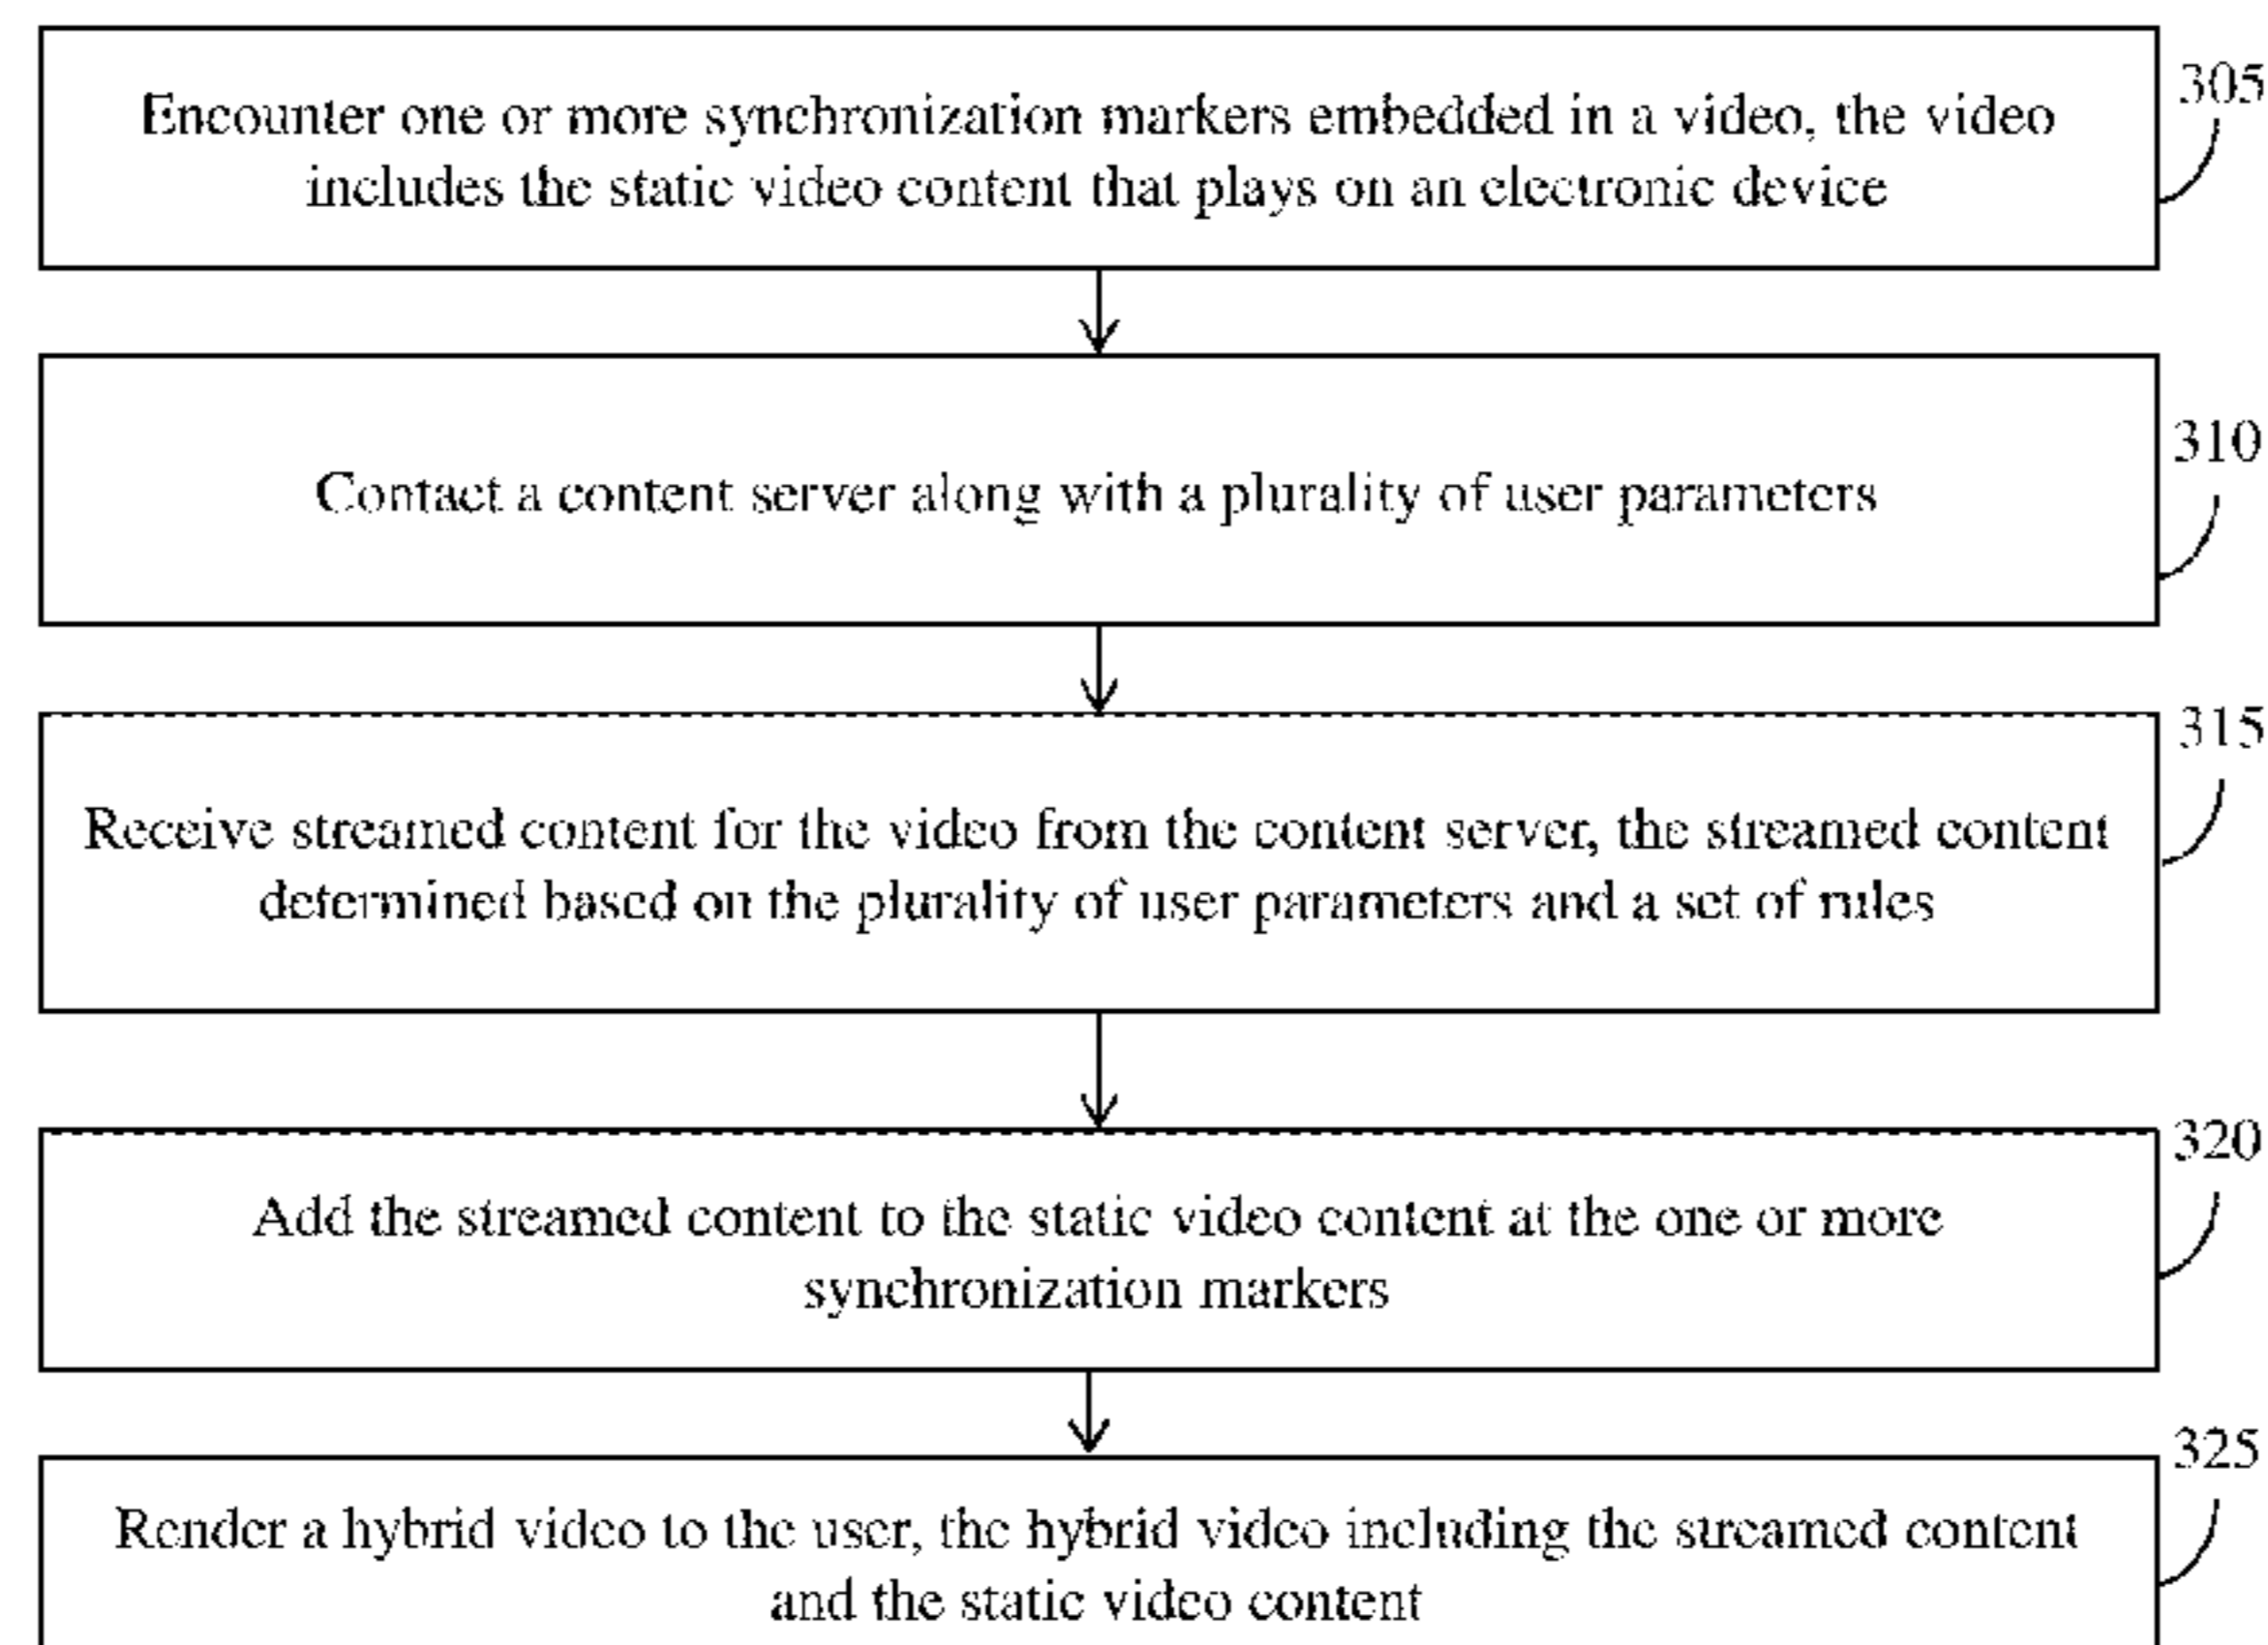 305
Encounter one or more synchronization markers embedded in a video, the video
includes the static video content that plays on an electronic device
310
Contact a content server along with a plurality of user parameters
315
Receive streamed content for the video from the content server, the streamed content
determined based on the plurality of user parameters and a set of rules
320
Add the streamed content to the static video content at the one or more
synchronization markers
325
Render a hybrid video to the user, the hybrid video including the streamed content
and the static video content